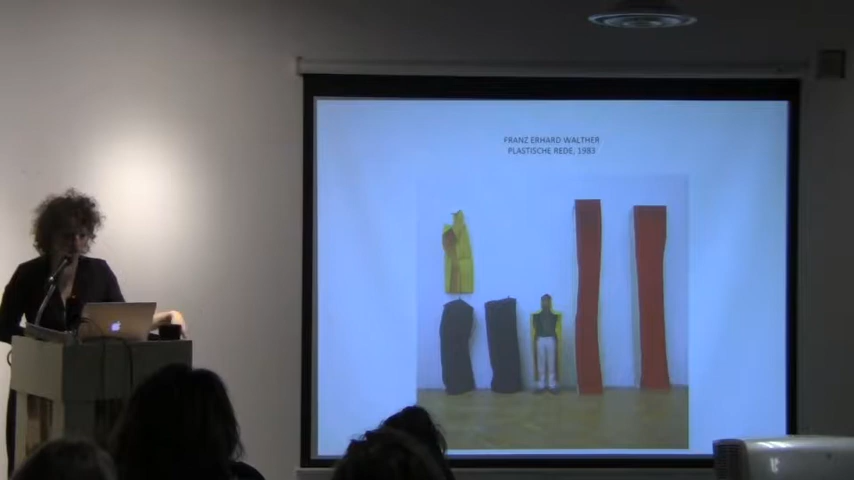 FRANZ ERHARD WALTHER
PLASTISCHE REDE, 1983